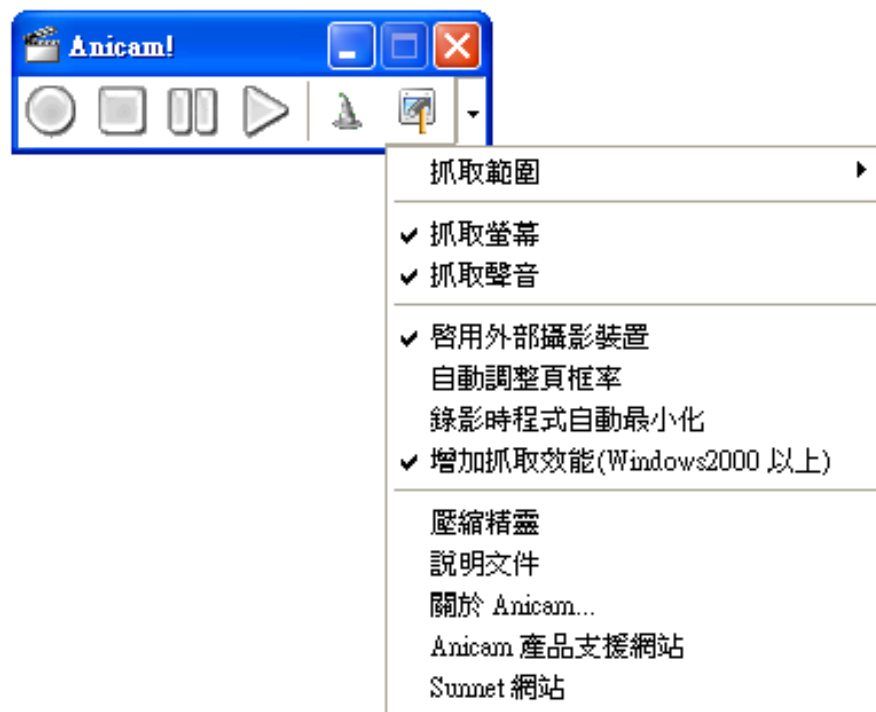 Anicam!
抓取範圍
抓取螢幕
抓取聲音
啓用外部攝影裝置
自動調整頁框率
錄影時程式自動最小化
增加抓取效能(Windows2000 以上)
壓縮精靈
說明文件
關於 Anicam...
Anicam 產品支援網站
Sunnet 網站